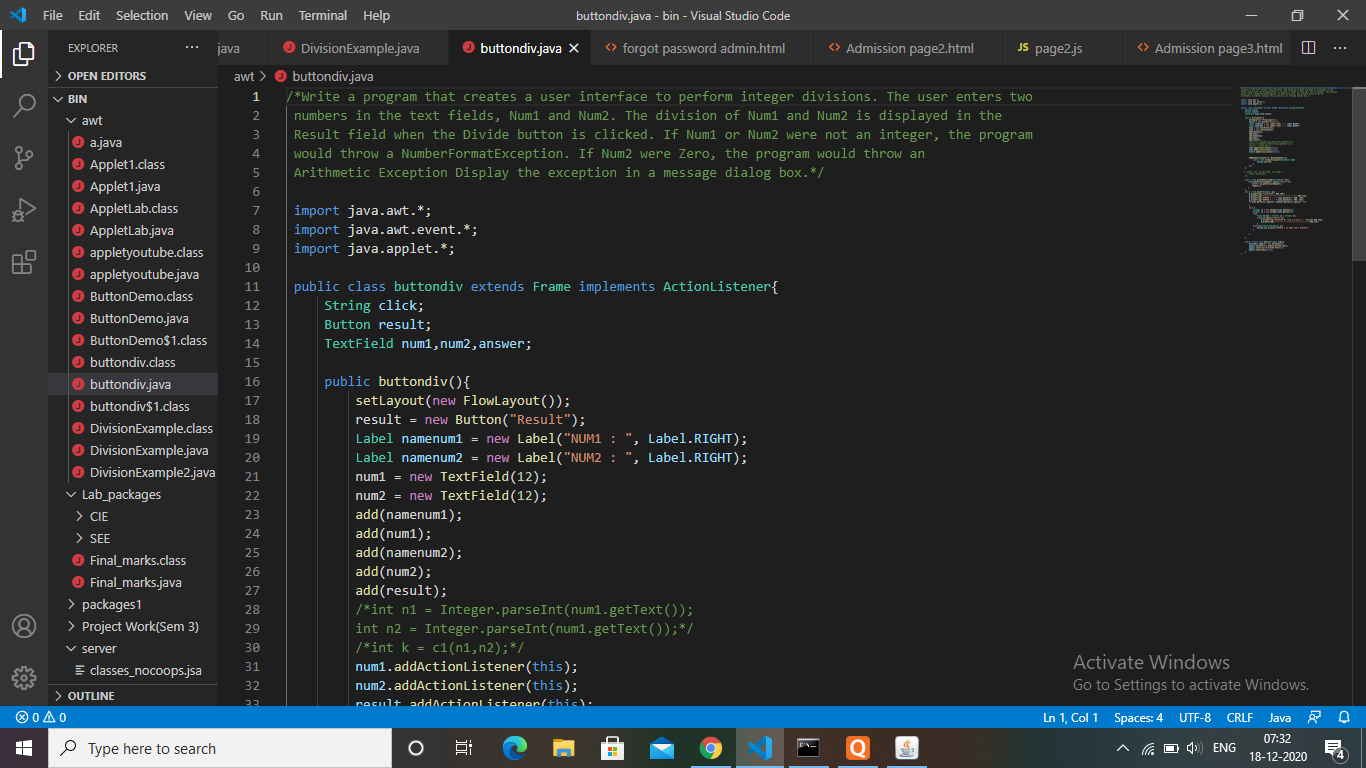 File Edit Selection View Go Run Terminal Help
buttondiv.java - bin - Visual Studio Code
EXPLORER
OPEN EDITORS
BIN
awt
a.java
Applet1.class
Applet1.java
AppletLab.class
AppletLab.java
appletyoutube.class
appletyoutube.java
ButtonDemo.class
ButtonDemo.java
ButtonDemo$1.class
buttondiv.class
buttondiv.java
buttondiv$1.class
DivisionExample.class
DivisionExample.java
DivisionExample2.java
Lab_packages
CIE
SEE
Final_marks.class
Final_marks.java
packages1
Project Work(Sem 3)
server
classes_nocoops.jsa
OUTLINE
java DivisionExample.java buttondiv.java forgot password admin.html Admission page2.html JS page2.js Admission page3.html
awt > buttondiv.java
1 /*Write a program that creates a user interface to perform integer divisions. The user enters two
2 numbers in the text fields, Num1 and Num2. The division of Num1 and Num2 is displayed in the
3 Result field when the Divide button is clicked. If Num1 or Num2 were not an integer, the program
4 would throw a NumberFormatException. If Num2 were Zero, the program would throw an
5 Arithmetic Exception Display the exception in a message dialog box.*/
6
7 import java.awt.*;
8 import java.awt.event.*;
9 import java.applet.*;
10
11 public class buttondiv extends Frame implements ActionListener{
12 String click;
13 Button result;
14 TextField num1,num2,answer;
15
16 public buttondiv(){
17 setLayout(new FlowLayout());
18 result = new Button("Result");
19 Label namenum1 = new Label("NUM1 : ", Label.RIGHT);
20 Label namenum2 = new Label("NUM2 : ", Label.RIGHT);
21 num1 = new TextField(12);
22 num2 = new TextField(12);
23 add(namenum1);
24 add(num1);
25 add(namenum2);
26 add(num2);
27 add(result);
28 /*int n1 = Integer.parseInt(num1.getText());
29 int n2 = Integer.parseInt(num1.getText());*/
30 /*int k = c1(n1,n2);*/
31 num1.addActionListener(this);
32 num2.addActionListener(this);
33 result.addActionListener(this);
Activate Windows
Go to Settings to activate Windows.
0 0 Ln 1, Col 1 Spaces: 4 UTF-8 CRLF Java
Type here to search
ENG
07:32
18-12-2020
4